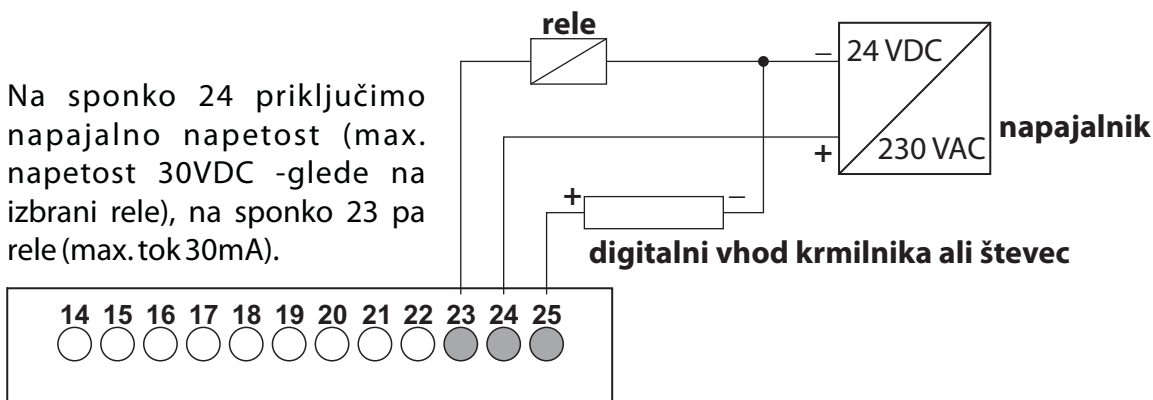 rele
– 24 VDC
Na sponko 24 priključimo
napajalno napetost (max.
napetost 30VDC -glede na
izbrani rele), na sponko 23 pa
rele (max. tok 30mA).
napajalnik
+ 230 VAC
+ –
digitalni vhod krmilnika ali števec
14 15 16 17 18 19 20 21 22 23 24 25